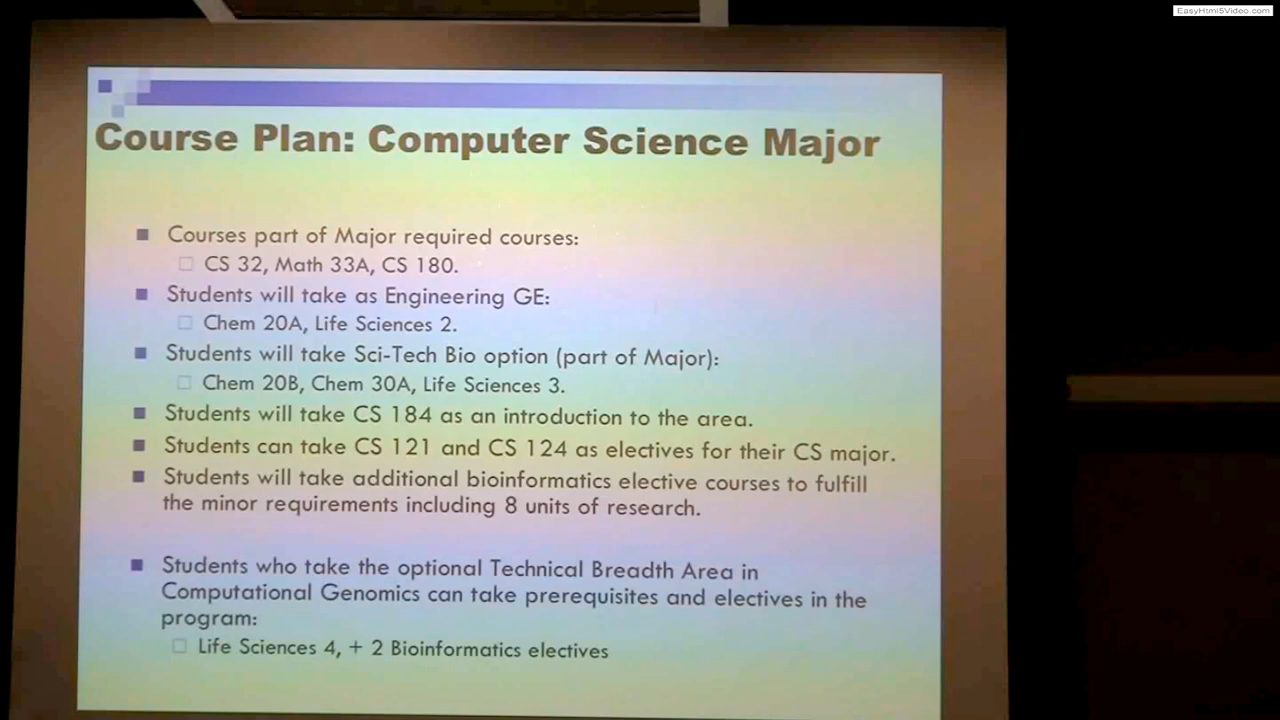 EasyHtml5Video.com
Course Plan: Computer Science Major
Courses part of Major required courses:
CS 32, Math 33A, CS 180.
Students will take as Engineering GE:
Chem 20A, Life Sciences 2.
Students will take Sci-Tech Bio option (part of Major):
Chem 20B, Chem 30A, Life Sciences 3.
Students will take CS 184 as an introduction to the area.
Students can take CS 121 and CS 124 as electives for their CS major.
Students will take additional bioinformatics elective courses to fulfill
the minor requirements including 8 units of research.
Students who take the optional Technical Breadth Area in
Computational Genomics can take prerequisites and electives in the
program:
Life Sciences 4, + 2 Bioinformatics electives